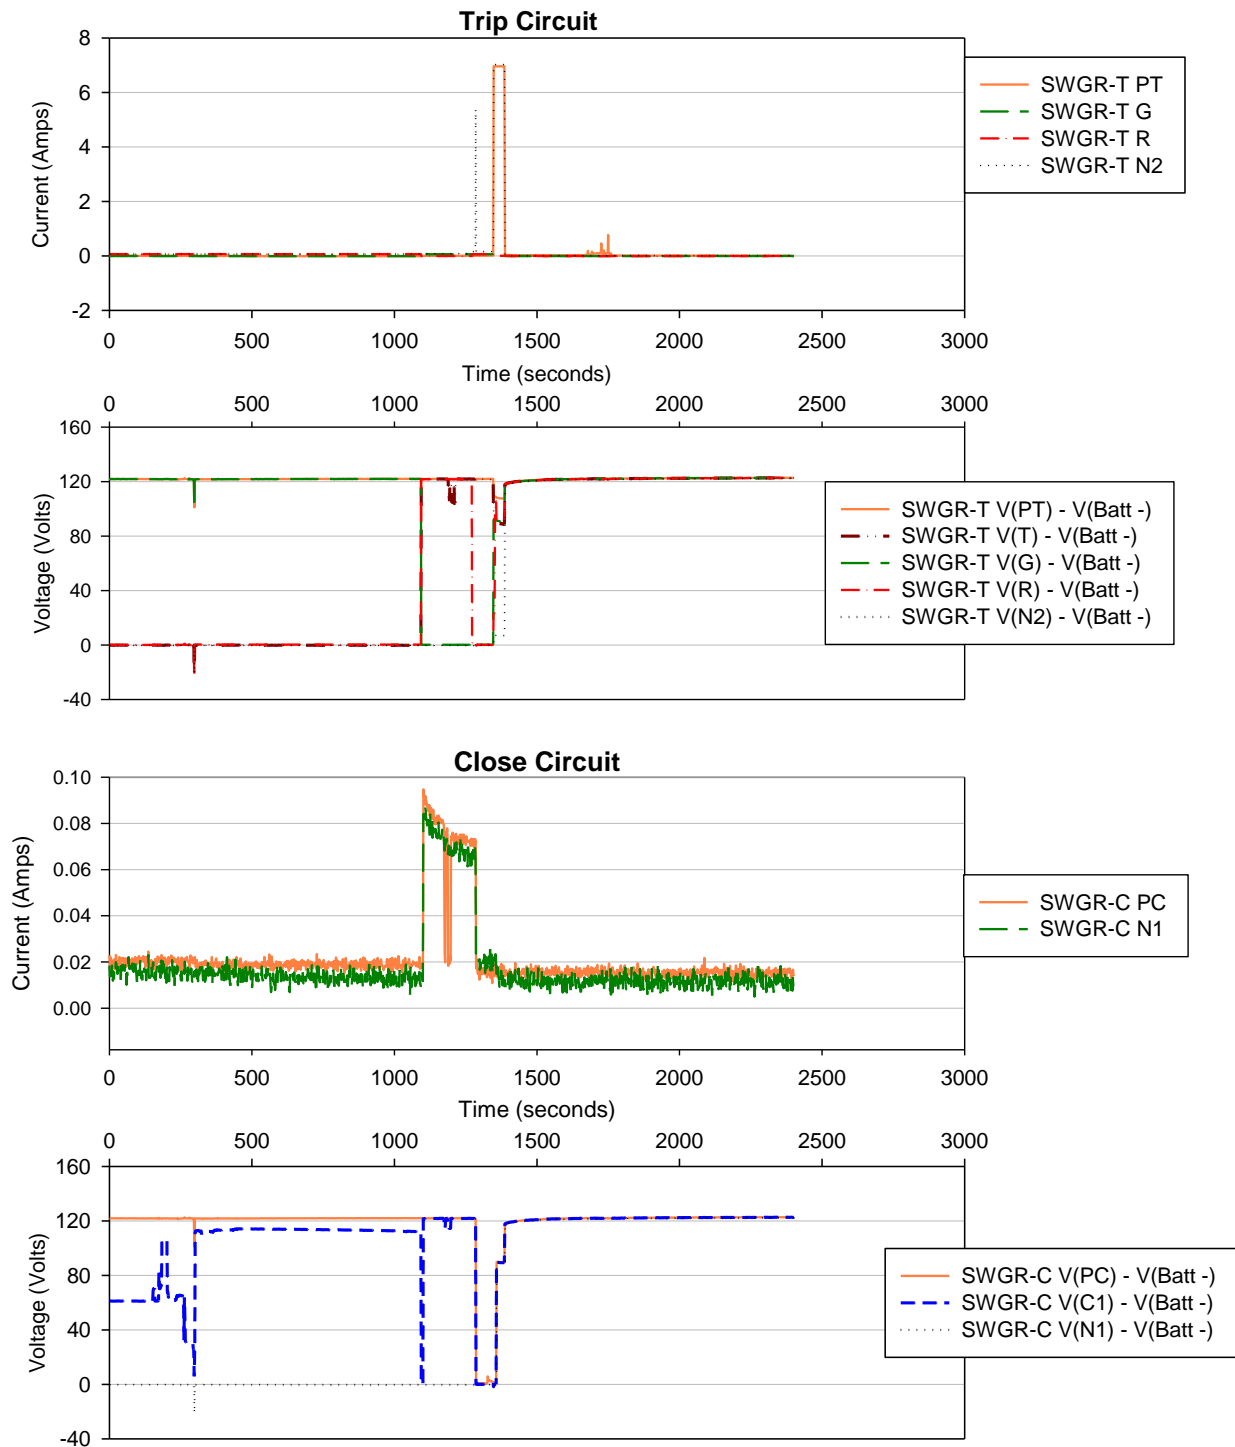 Trip Circuit
8
6
4
2
0
-2
Current (Amps)
SWGR-T PT
SWGR-T G
SWGR-T R
SWGR-T N2
0 500 1000 1500 2000 2500 3000
Time (seconds)
0 500 1000 1500 2000 2500 3000
160
120
80
40
0
-40
Voltage (Volts)
SWGR-T V(PT) - V(Batt -)
SWGR-T V(T) - V(Batt -)
SWGR-T V(G) - V(Batt -)
SWGR-T V(R) - V(Batt -)
SWGR-T V(N2) - V(Batt -)
Close Circuit
0.10
0.08
0.06
0.04
0.02
0.00
Current (Amps)
SWGR-C PC
SWGR-C N1
0 500 1000 1500 2000 2500 3000
Time (seconds)
0 500 1000 1500 2000 2500 3000
160
120
80
40
0
-40
Voltage (Volts)
SWGR-C V(PC) - V(Batt -)
SWGR-C V(C1) - V(Batt -)
SWGR-C V(N1) - V(Batt -)